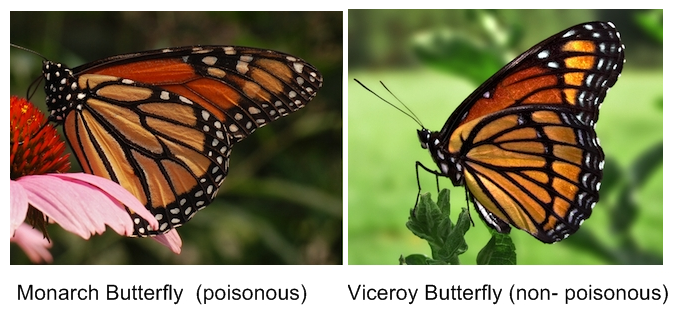 Monarch Butterfly (poisonous)
Viceroy Butterfly (non- poisonous)